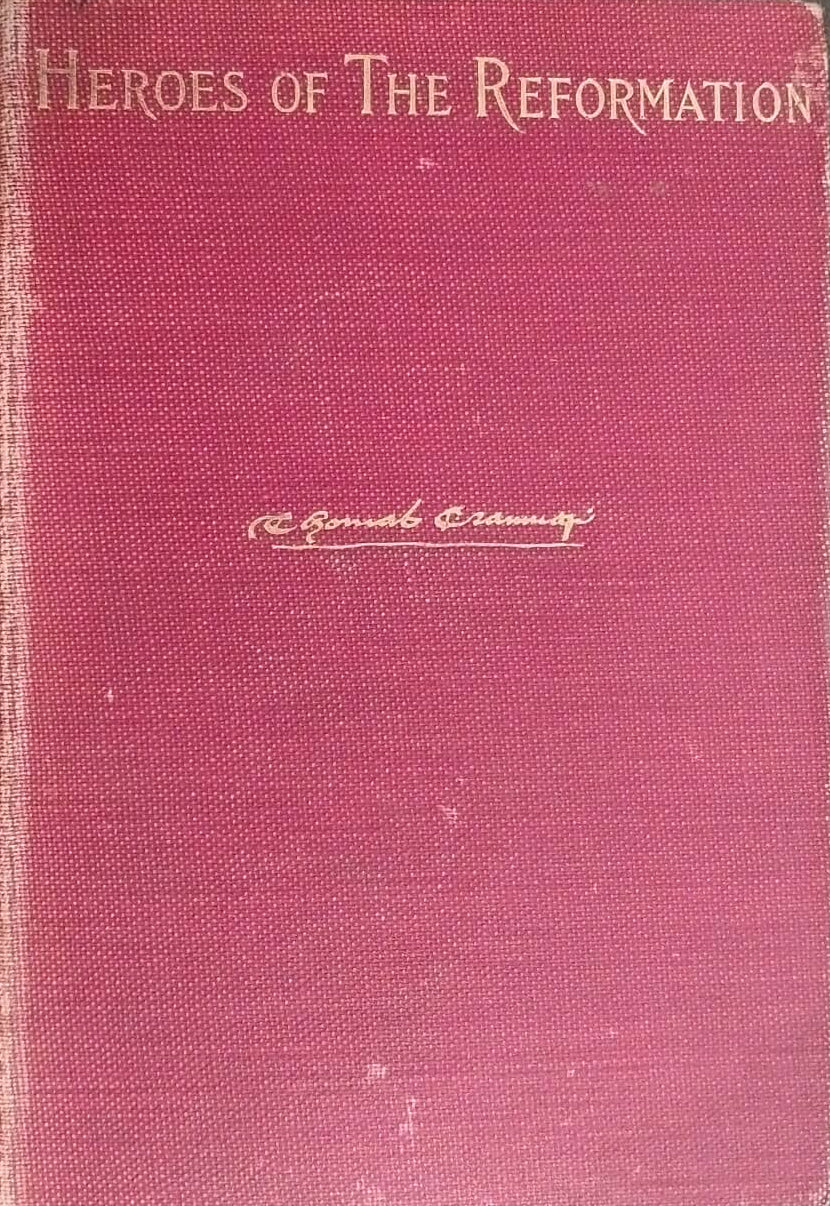 HEROES OF THE REFORMATION
Thomas Cranmer